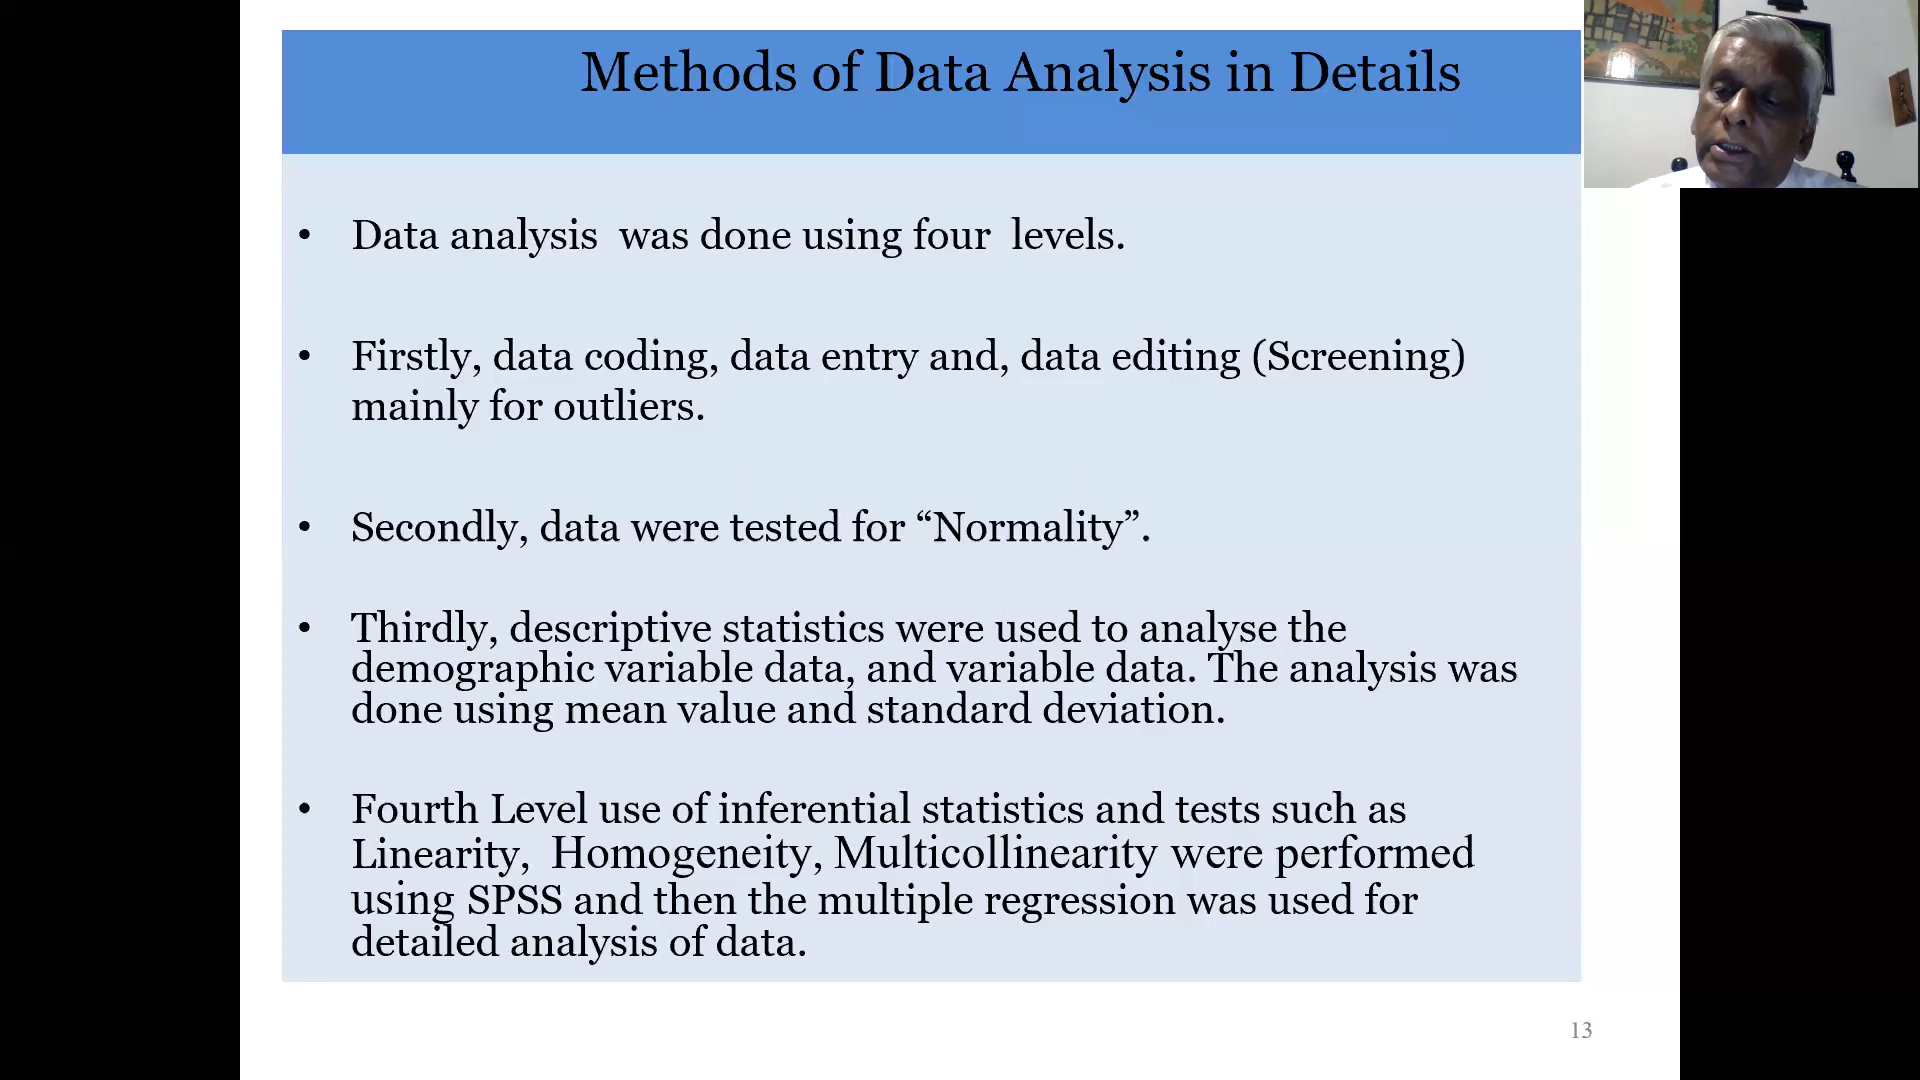 Methods of Data Analysis in Details
• Data analysis  was done using four  levels.
• Firstly, data coding, data entry and, data editing (Screening)
mainly for outliers.
• Secondly, data were tested for “Normality”.
• Thirdly, descriptive statistics were used to analyse the
demographic variable data, and variable data. The analysis was
done using mean value and standard deviation.
• Fourth Level use of inferential statistics and tests such as
Linearity,  Homogeneity, Multicollinearity were performed
using SPSS and then the multiple regression was used for
detailed analysis of data.
13